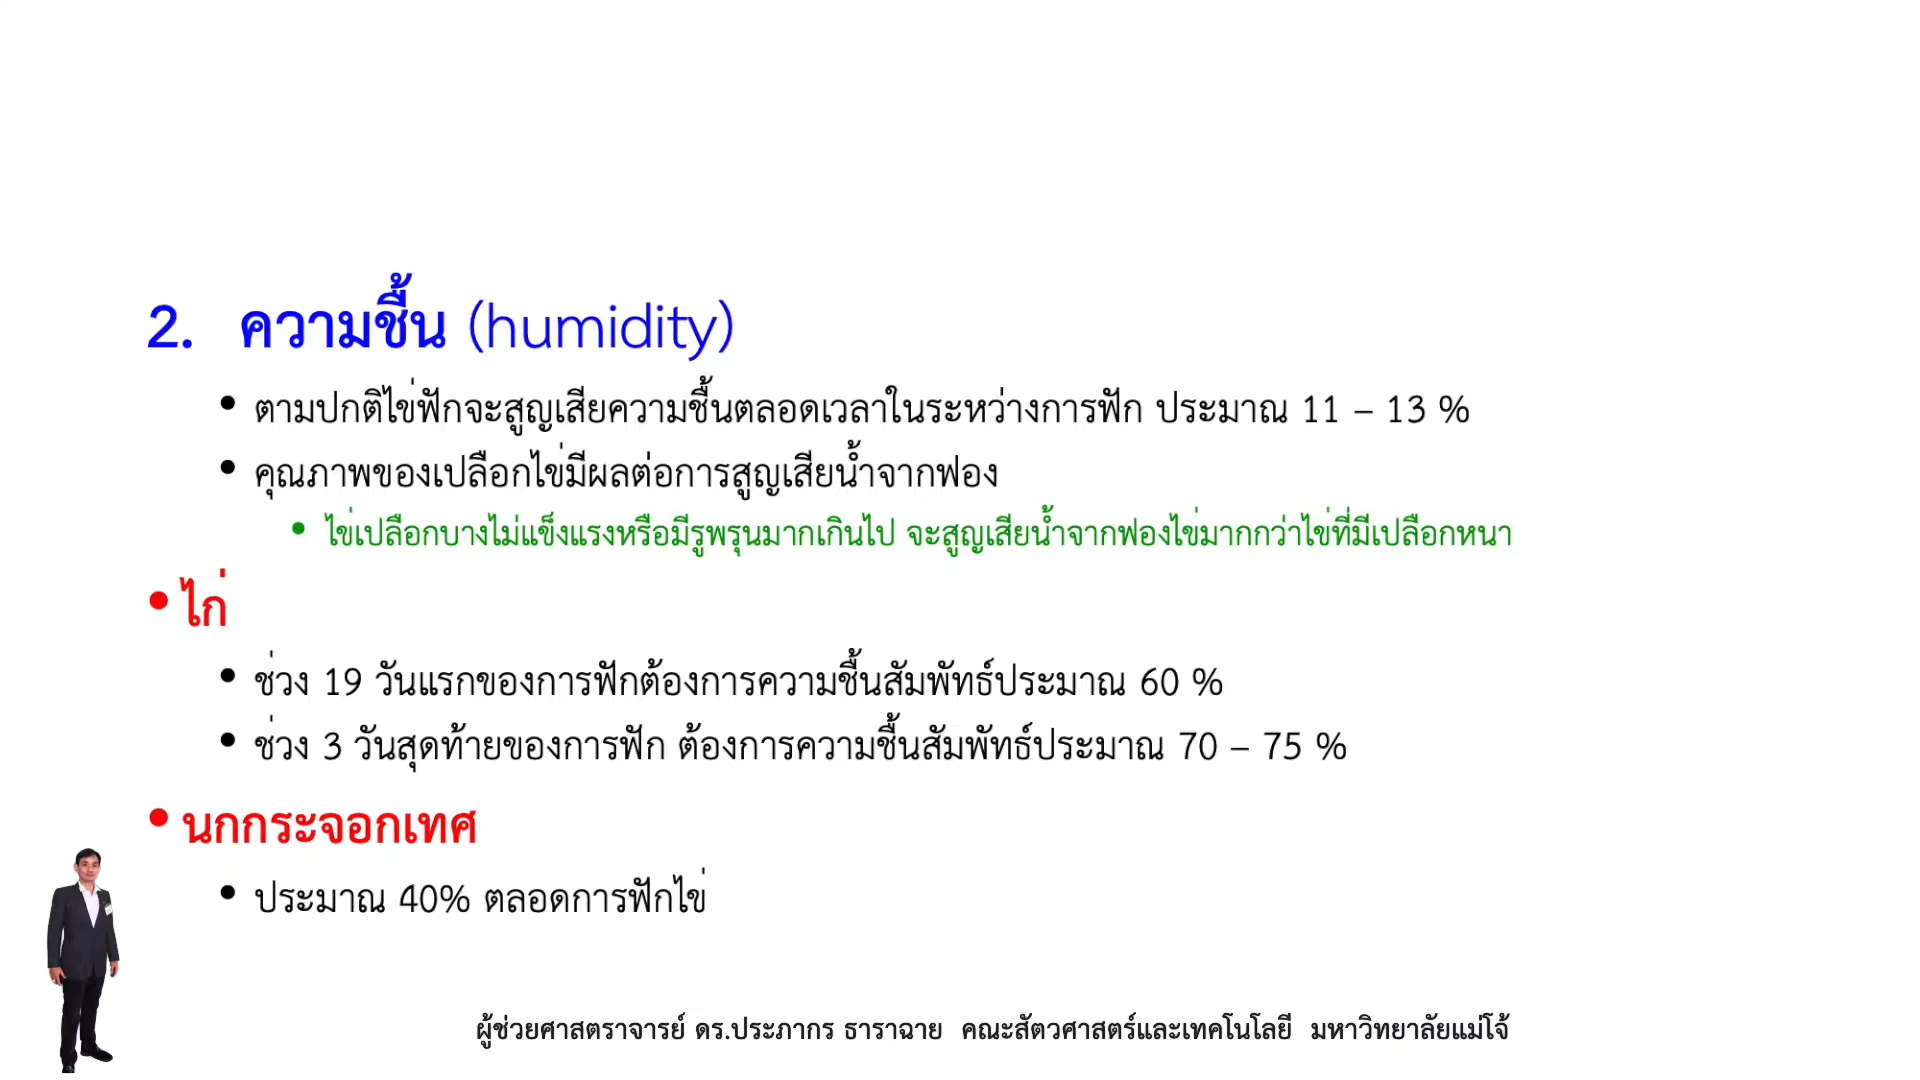 2. ความชื้น (humidity)
• ตามปกติไข่ฟักจะสูญเสียความชื้นตลอดเวลาในระหว่างการฟัก ประมาณ 11 – 13 %
• คุณภาพของเปลือกไข่มีผลต่อการสูญเสียน้ำจากฟอง
• ไข่เปลือกบางไม่แข็งแรงหรือมีรูพรุนมากเกินไป จะสูญเสียน้ำจากฟองไข่มากกว่าไข่ที่มีเปลือกหนา
• ไก่
• ช่วง 19 วันแรกของการฟักต้องการความชื้นสัมพัทธ์ประมาณ 60 %
• ช่วง 3 วันสุดท้ายของการฟัก ต้องการความชื้นสัมพัทธ์ประมาณ 70 – 75 %
• นกกระจอกเทศ
• ประมาณ 40% ตลอดการฟักไข่
ผู้ช่วยศาสตราจารย์ ดร.ประภากร ธาราฉาย คณะสัตวศาสตร์และเทคโนโลยี มหาวิทยาลัยแม่โจ้